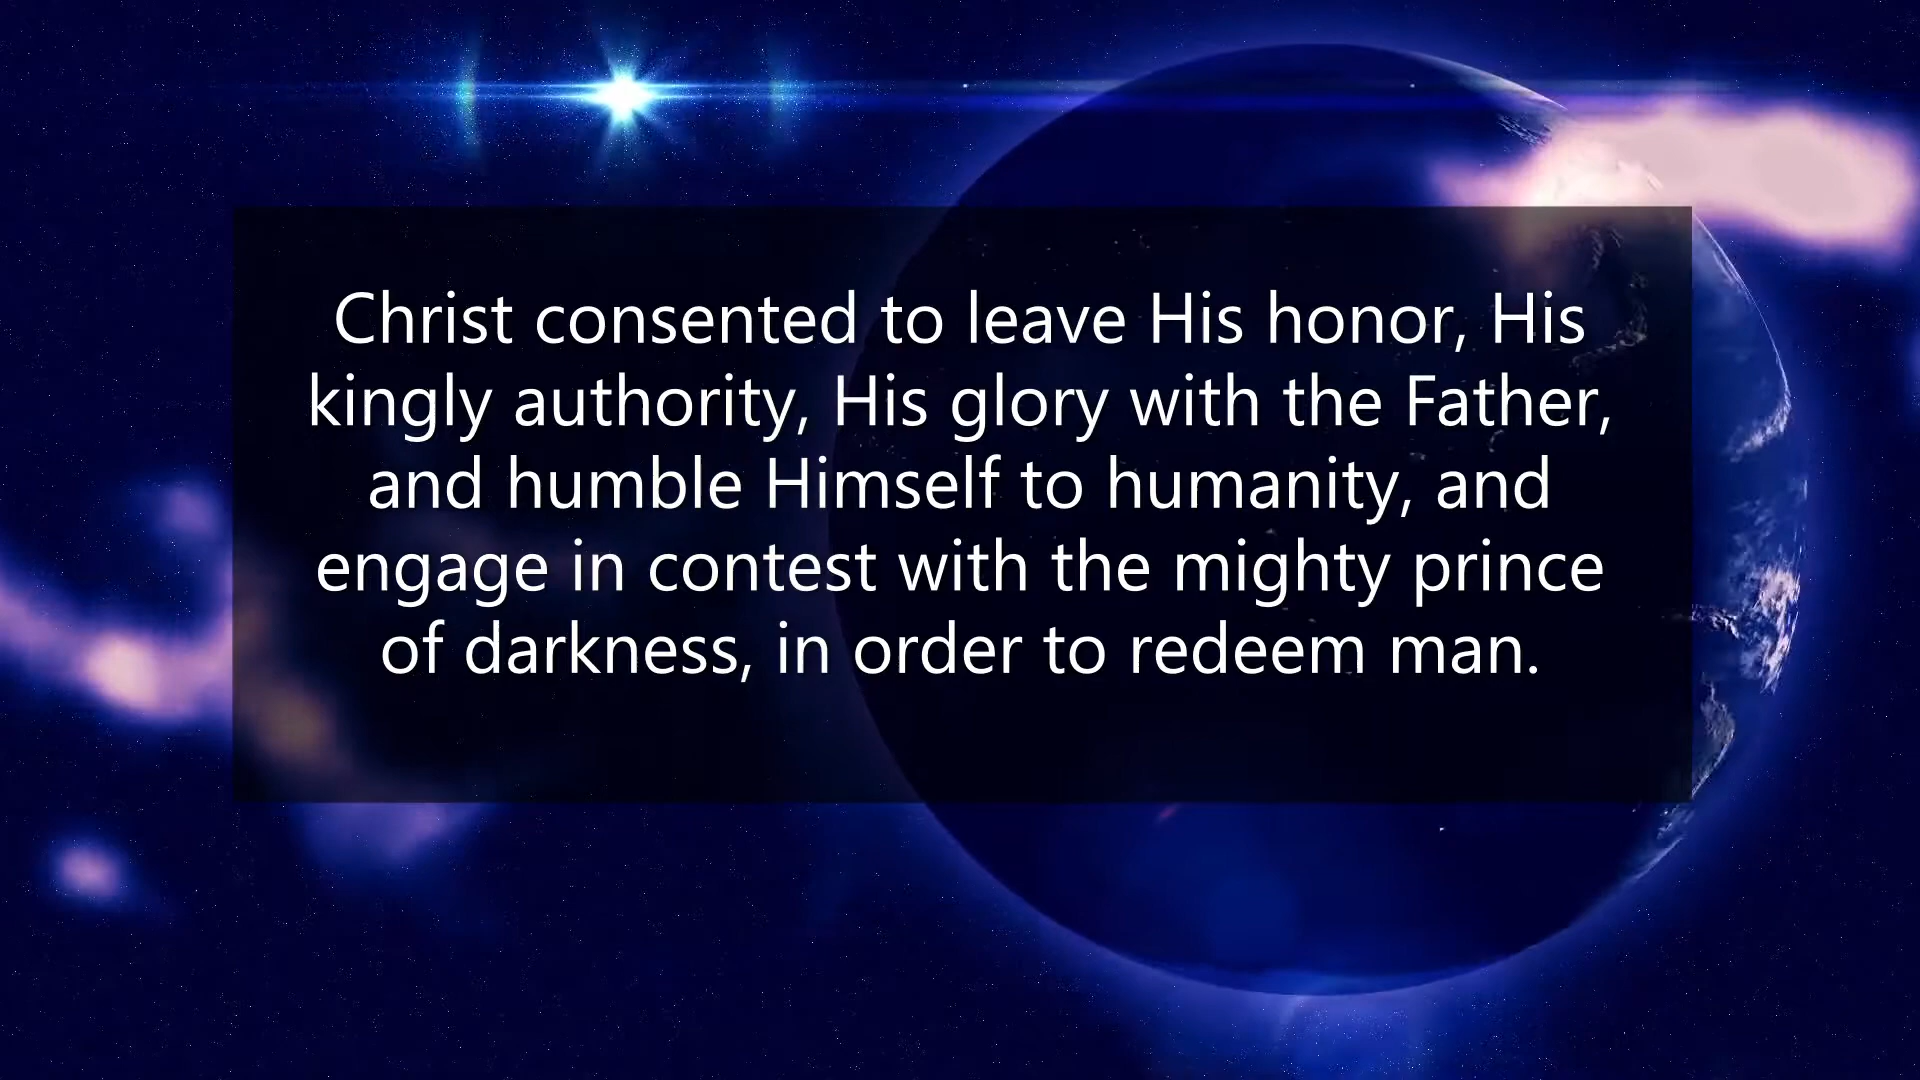 Christ consented to leave His honor, His
kingly authority, His glory with the Father,
and humble Himself to humanity, and
engage in contest with the mighty prince
of darkness, in order to redeem man.